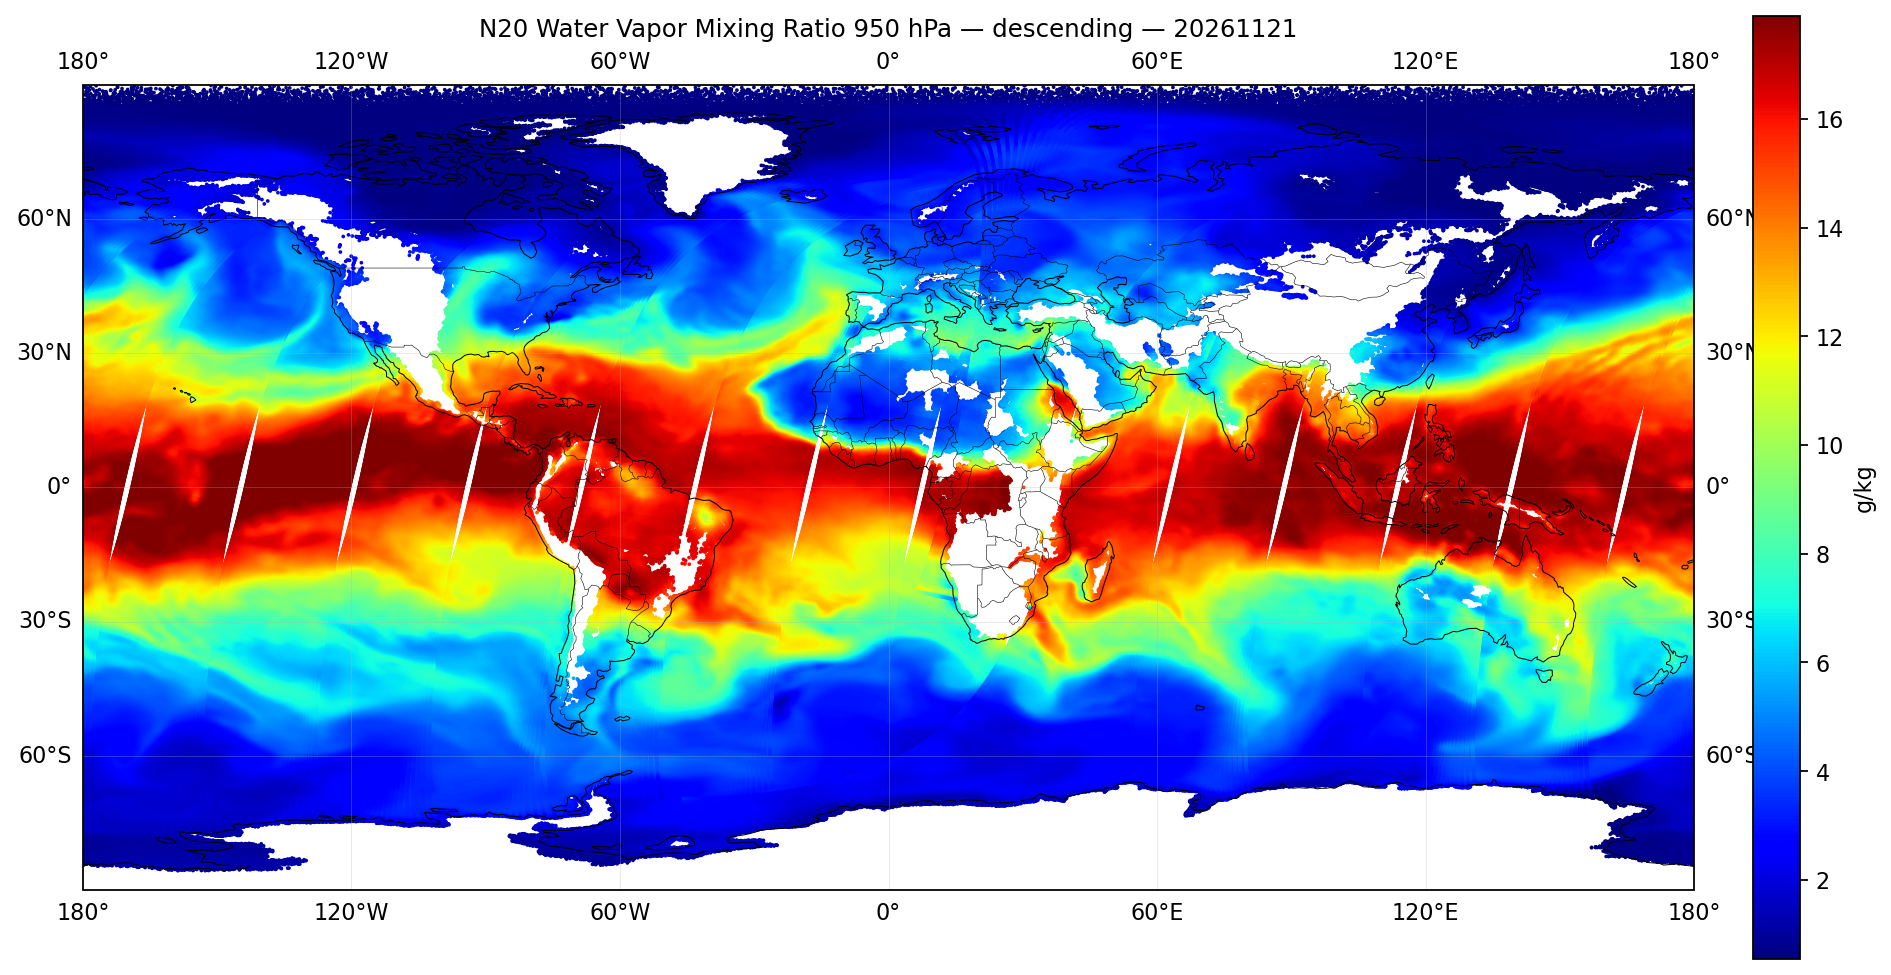 N20 Water Vapor Mixing Ratio 950 hPa — descending — 20261121
180° 120°W 60°W 0° 60°E 120°E 180°
60°N 60°N
30°N 30°N
0° 0°
30°S 30°S
60°S 60°S
180° 120°W 60°W 0° 60°E 120°E 180°
16
14
12
10
8
6
4
2
g/kg